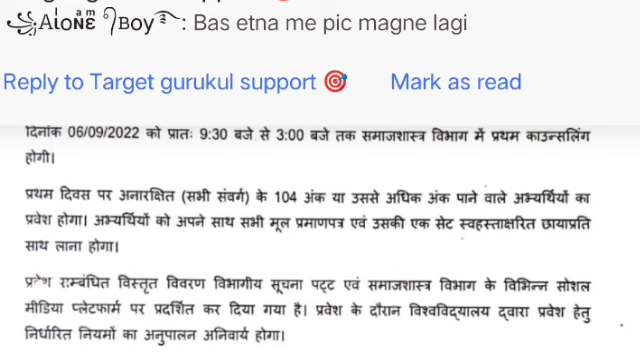 ꧁AloneͥͣͫBoy࿐: Bas etna me pic magne lagi
Reply to Target gurukul support 🎯 Mark as read
दिनांक 06/09/2022 को प्रातः 9:30 बजे से 3:00 बजे तक समाजशास्त्र विभाग में प्रथम काउन्सलिंग
होगी।
प्रथम दिवस पर अनारक्षित (सभी संवर्ग) के 104 अंक या उससे अधिक अंक पाने वाले अभ्यर्थियों का
प्रवेश होगा। अभ्यर्थियों को अपने साथ सभी मूल प्रमाणपत्र एवं उसकी एक सेट स्वहस्ताक्षरित छायाप्रति
साथ लाना होगा।
विस्तृत विवरण विभागीय सूचना पट्ट एवं समाजशास्त्र विभाग के विभिन्न सोशल
मीडिया प्लेटफार्म पर प्रदर्शित कर दिया गया है। प्रवेश के दौरान विश्वविद्यालय द्वारा प्रवेश हेतु
निर्धारित नियमों का अनुपालन अनिवार्य होगा।